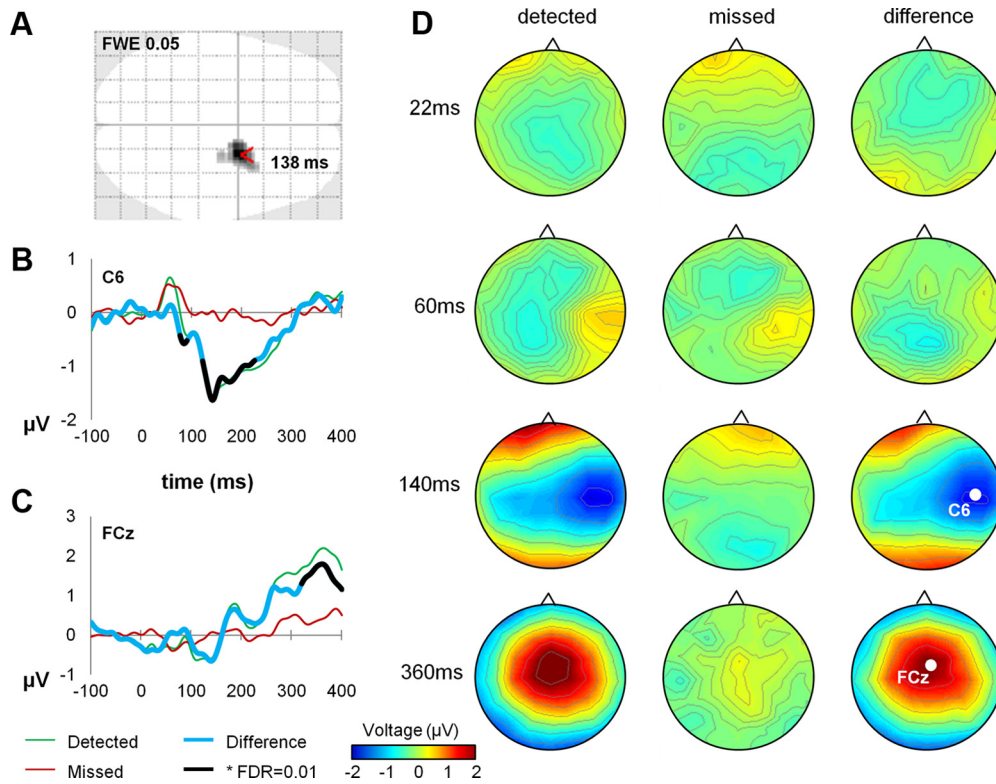 A
FWE 0.05
138 ms
B
C6
1
0
-1
-2
µV
-100 0 100 200 300 400
time (ms)
C
FCz
3
2
1
0
-1
µV
-100 0 100 200 300 400
Detected
Difference
Missed
* FDR=0.01
Voltage (µV)
-2 -1 0 1 2
D
detected missed difference
22ms
60ms
140ms
C6
360ms
FCz